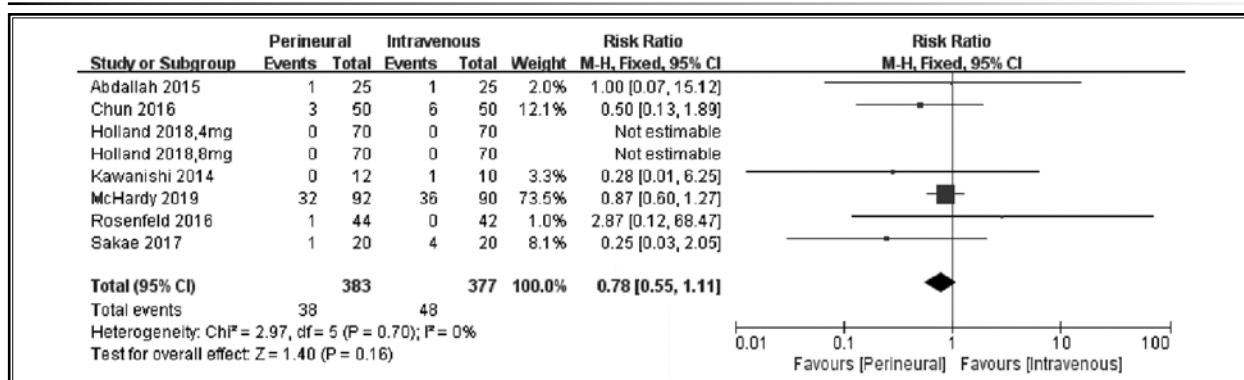 Perineural Intravenous Risk Ratio Risk Ratio
Study or Subgroup Events Total Events Total Weight M-H, Fixed, 95% CI M-H, Fixed, 95% CI
Abdallah 2015 1 25 1 25 2.0% 1.00 [0.07, 15.12]
Chun 2016 3 50 6 50 12.1% 0.50 [0.13, 1.89]
Holland 2018,4mg 0 70 0 70 Not estimable
Holland 2018,8mg 0 70 0 70 Not estimable
Kawanishi 2014 0 12 1 10 3.3% 0.28 [0.01, 6.25]
McHardy 2019 32 92 36 90 73.5% 0.87 [0.60, 1.27]
Rosenfeld 2016 1 44 0 42 1.0% 2.87 [0.12, 68.47]
Sakae 2017 1 20 4 20 8.1% 0.25 [0.03, 2.05]
Total (95% CI) 383 377 100.0% 0.78 [0.55, 1.11]
Total events 38 48
Heterogeneity: Chi² = 2.97, df = 5 (P = 0.70); I² = 0%
Test for overall effect: Z = 1.40 (P = 0.16)
0.01 0.1 1 10 100
Favours [Perineural] Favours [Intravenous]